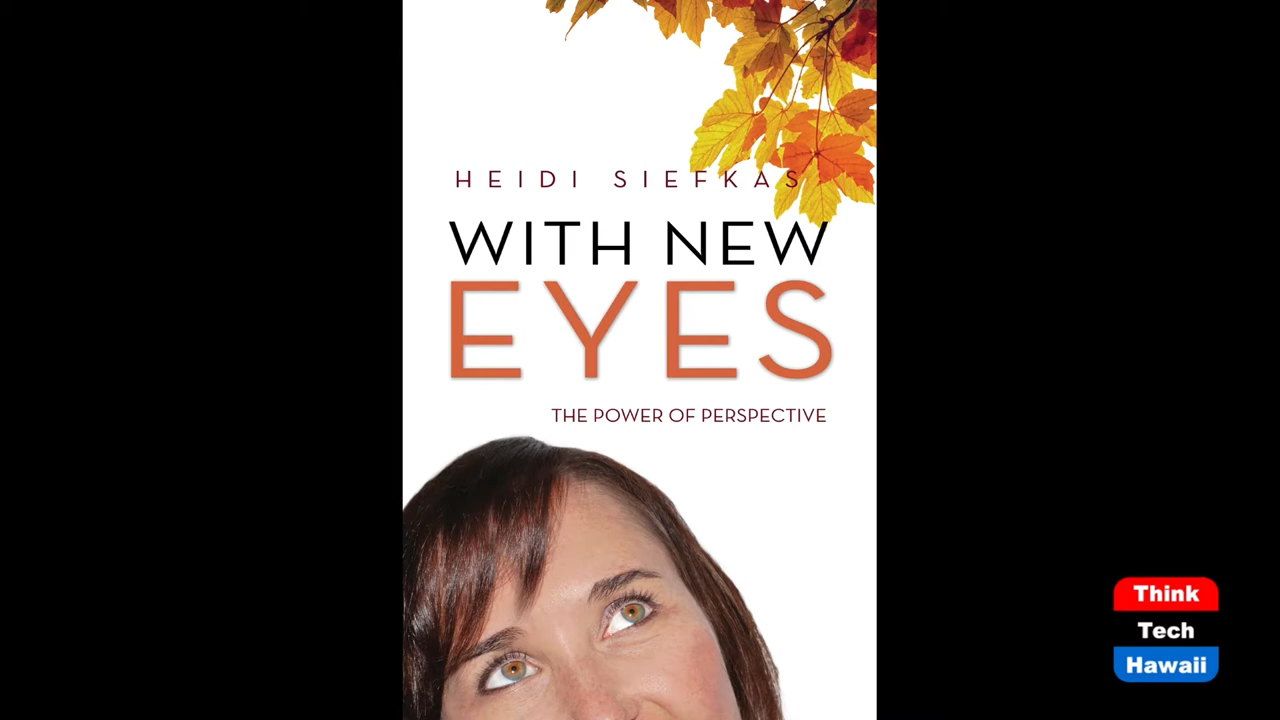 HEIDI SIEFKAS
WITH NEW
EYES
THE POWER OF PERSPECTIVE
Think
Tech
Hawaii